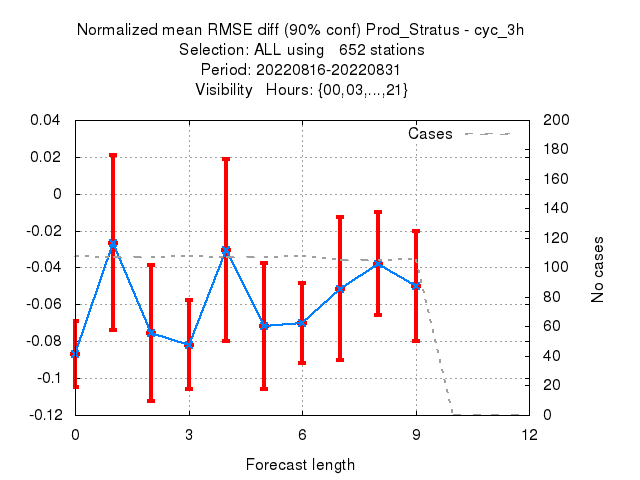 Normalized mean RMSE diff (90% conf) Prod_Stratus - cyc_3h
Selection: ALL using   652 stations
Period: 20220816-20220831
Visibility   Hours: {00,03,...,21}
Cases
0.04
0.02
0
-0.02
-0.04
-0.06
-0.08
-0.1
-0.12
200
180
160
140
120
100
80
60
40
20
0
No cases
0 3 6 9 12
Forecast length